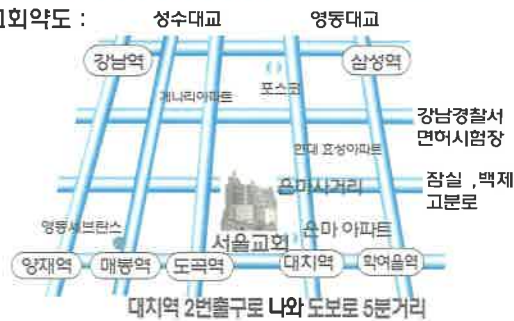 교회약도 :
성수대교 영동대교
강남역 삼성역
개나리아파트 포스코
강남경찰서
면허시험장
현대 효성아파트
은마사거리
잠실 ,백제
고분로
영동세브란스
서울교회 은마 아파트
양재역 매봉역 도곡역 대치역 학여울역
대치역 2번출구로 나와 도보로 5분거리